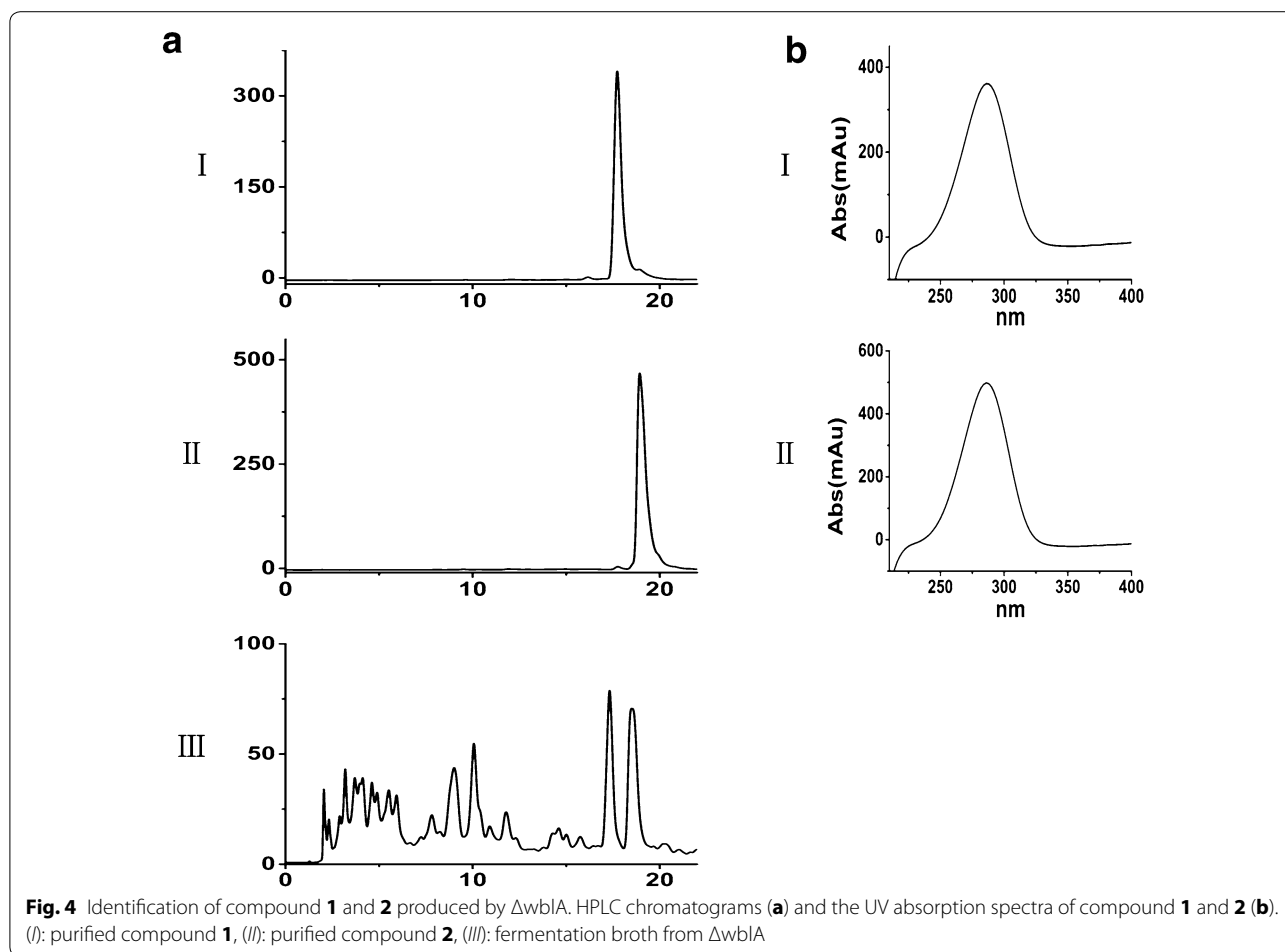 a
b
300
150
0
0
10
20
I
400
200
0
Abs(mAu)
250
300
350
400
nm
I
500
250
0
0
10
20
II
600
400
200
0
Abs(mAu)
250
300
350
400
nm
II
100
50
0
0
10
20
III
Fig. 4 Identification of compound 1 and 2 produced by ΔwblA. HPLC chromatograms (a) and the UV absorption spectra of compound 1 and 2 (b).
(I): purified compound 1, (II): purified compound 2, (III): fermentation broth from ΔwblA